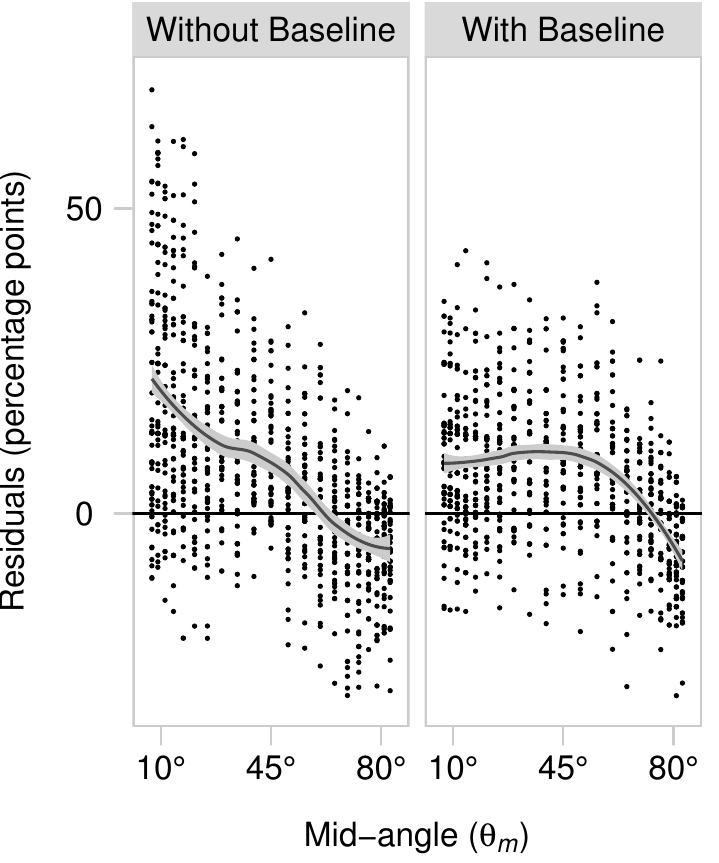 Without Baseline
With Baseline
Residuals (percentage points)
50
0
10° 45° 80° 10° 45° 80°
Mid−angle (θm)